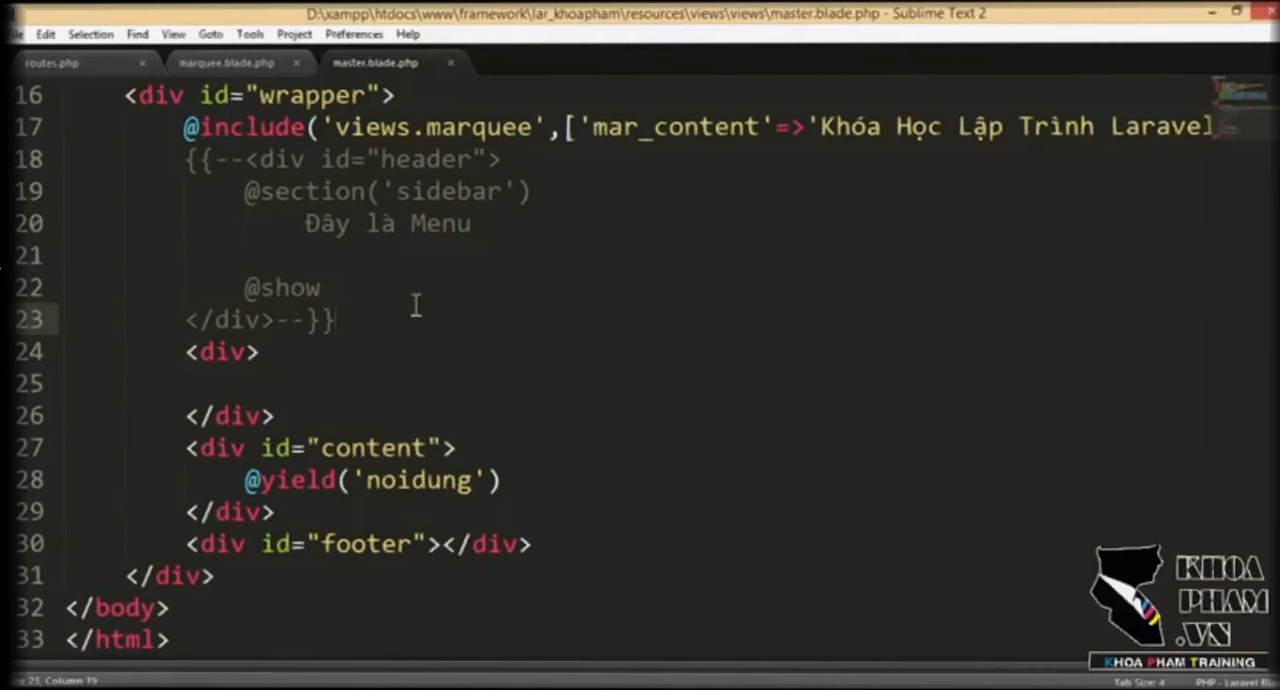 D:\xampp\htdocs\www\framework\lar_khoapham\resources\views\views\master.blade.php - Sublime Text 2
Edit Selection Find View Goto Tools Project Preferences Help
routes.php marquee.blade.php master.blade.php
16 <div id="wrapper">
17 @include('views.marquee',['mar_content'=>'Khóa Học Lập Trình Laravel
18 {{--<div id="header">
19 @section('sidebar')
20 Đây là Menu
21
22 @show
23 </div>--}}
24 <div>
25
26 </div>
27 <div id="content">
28 @yield('noidung')
29 </div>
30 <div id="footer"></div>
31 </div>
32 </body>
33 </html>
KHOA
PHAM
.VN
KHOA PHAM TRAINING
23, Column 19 Tab Size: 4 PHP - Laravel